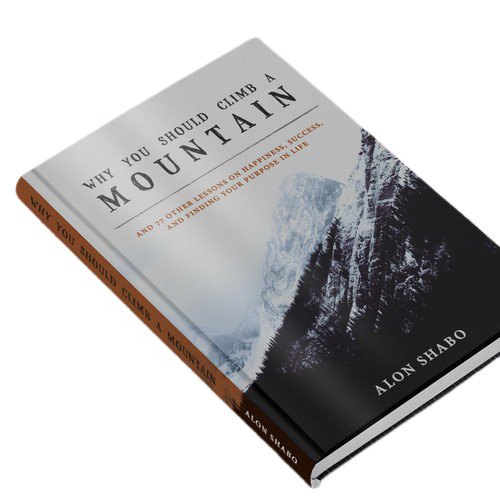 WHY YOU SHOULD CLIMB A
MOUNTAIN
AND 77 OTHER LESSONS ON HAPPINESS, SUCCESS,
AND FINDING YOUR PURPOSE IN LIFE
ALON SHABO
WHY YOU SHOULD CLIMB A MOUNTAIN
ALON SHABO